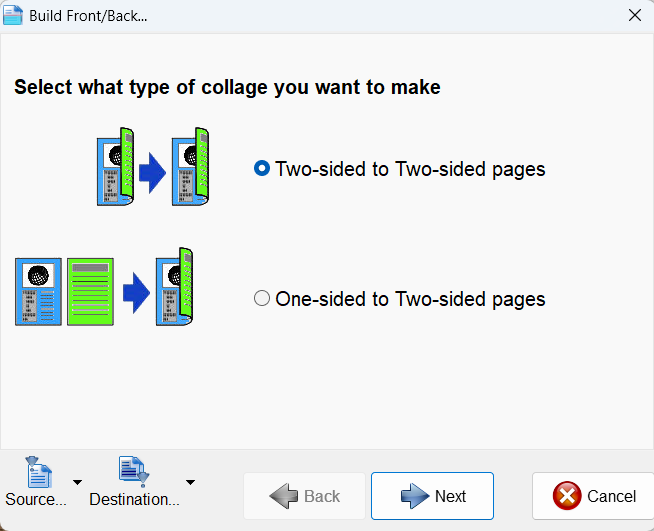 Build Front/Back...
Select what type of collage you want to make
Two-sided to Two-sided pages
One-sided to Two-sided pages
Source...
Destination...
Back
Next
Cancel